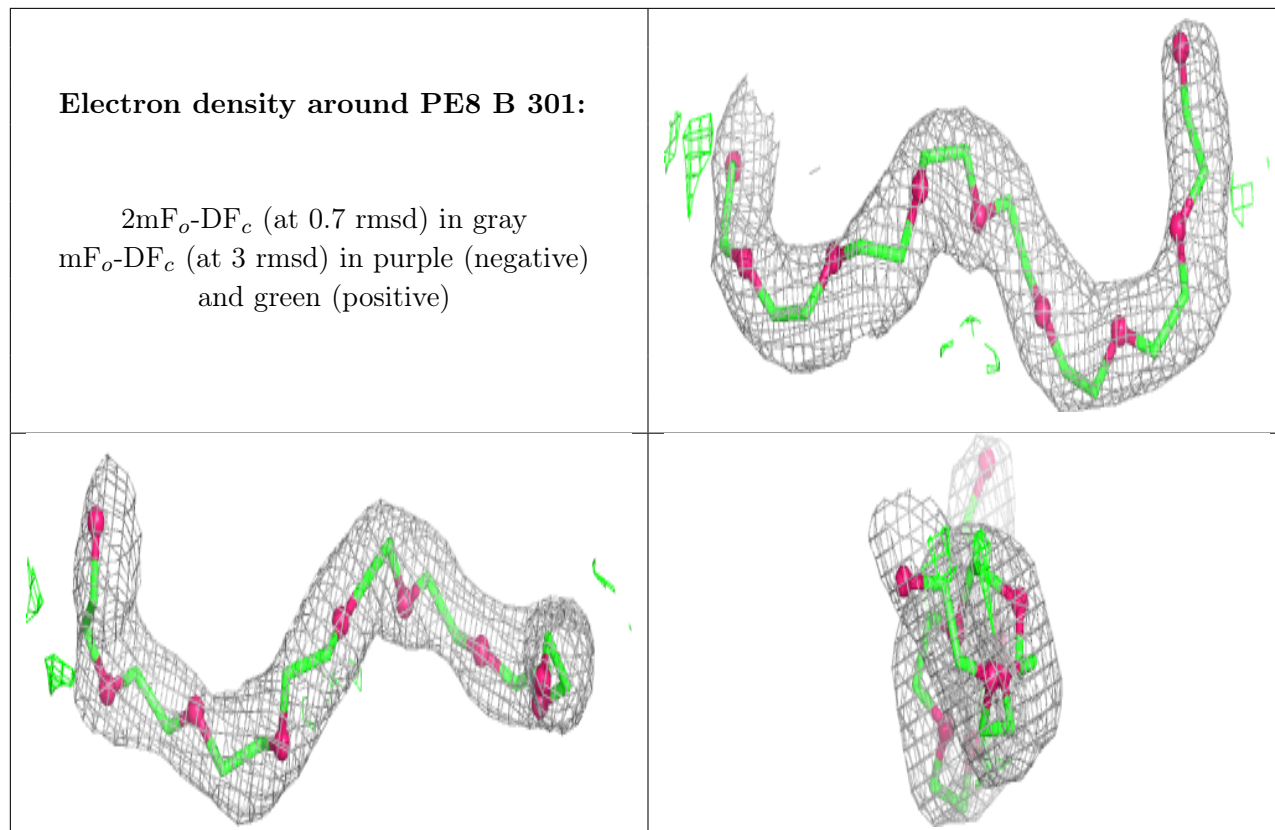 Electron density around PE8 B 301:
2mFo-DFc (at 0.7 rmsd) in gray
mFo-DFc (at 3 rmsd) in purple (negative)
and green (positive)